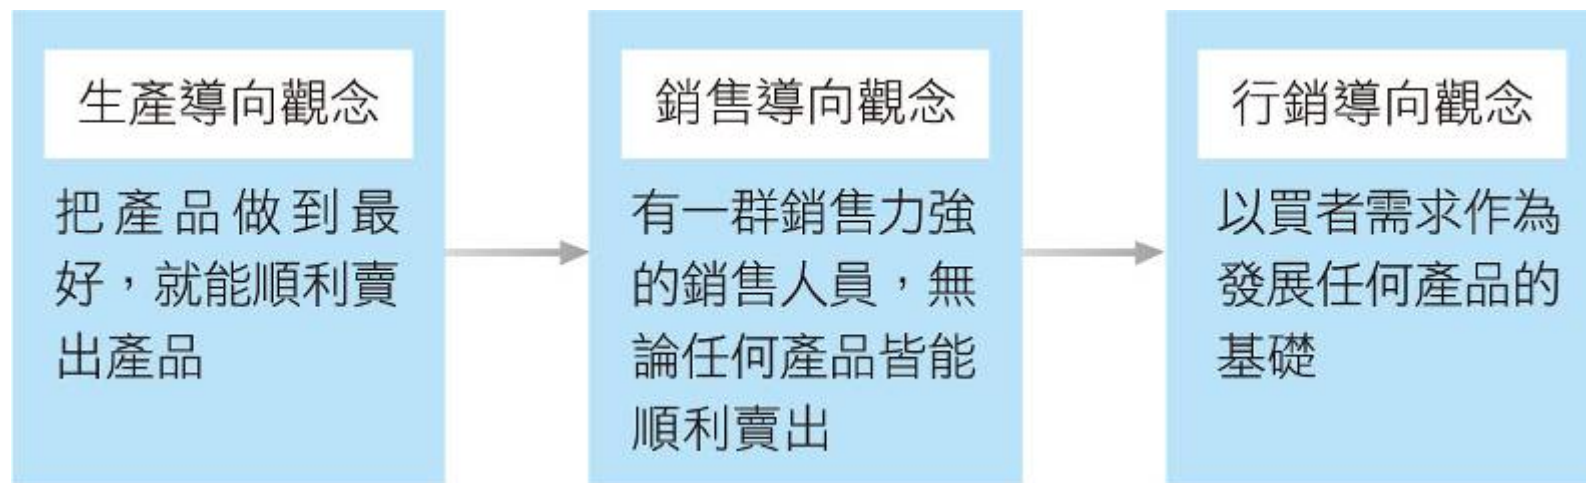 生產導向觀念
把產品做到最
好，就能順利賣
出產品
銷售導向觀念
有一群銷售力強
的銷售人員，無
論任何產品皆能
順利賣出
行銷導向觀念
以買者需求作為
發展任何產品的
基礎